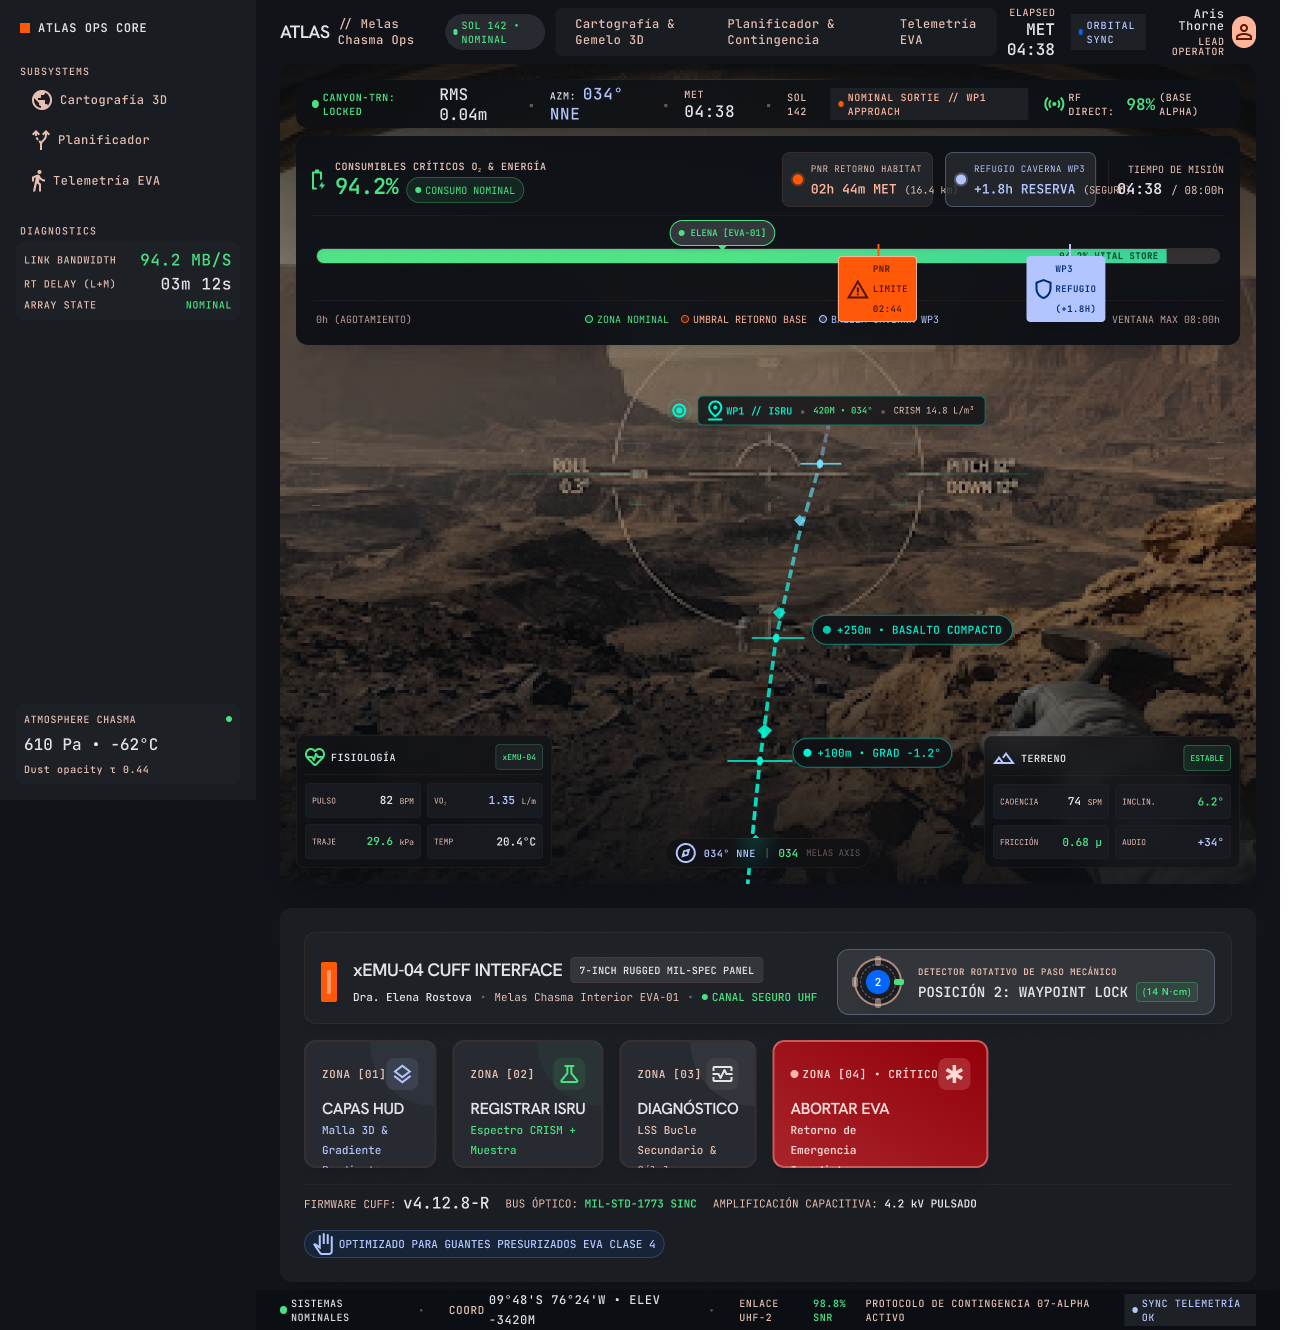 ATLAS OPS CORE
SUBSYSTEMS
Cartografía 3D
Planificador
Telemetría EVA
DIAGNOSTICS
LINK BANDWIDTH 94.2 MB/S
RT DELAY (L+M) 03m 12s
ARRAY STATE NOMINAL
ATMOSPHERE CHASMA
610 Pa • -62°C
Dust opacity τ 0.44
ATLAS
// Melas
Chasma Ops
SOL 142 •
NOMINAL
Cartografía &
Gemelo 3D
Planificador &
Contingencia
Telemetría
EVA
ELAPSED
MET
04:38
ORBITAL
SYNC
Aris
Thorne
LEAD
OPERATOR
CANYON-TRN:
LOCKED
RMS
0.04m
AZM: 034°
NNE
MET
04:38
SOL
142
NOMINAL SORTIE // WP1
APPROACH
RF
DIRECT:
98%
(BASE
ALPHA)
CONSUMIBLES CRÍTICOS O₂ & ENERGÍA
94.2% CONSUMO NOMINAL
PNR RETORNO HABITAT
02h 44m MET (16.4 km)
REFUGIO CAVERNA WP3
+1.8h RESERVA (SEGUR
TIEMPO DE MISIÓN
04:38 / 08:00h
ELENA [EVA-01]
VITAL STORE
PNR
LIMITE
02:44
WP3
REFUGIO
(+1.8H)
0h (AGOTAMIENTO)
ZONA NOMINAL
UMBRAL RETORNO BASE
WP3
VENTANA MAX 08:00h
WP1 // ISRU • 420M • 034° • CRISM 14.8 L/m³
ROLL
0.3°
PITCH 12°
DOWN 12°
+250m • BASALTO COMPACTO
+100m • GRAD -1.2°
FISIOLOGÍA xEMU-04
PULSO 82 BPM
VO₂ 1.35 L/m
TRAJE 29.6 kPa
TEMP 20.4°C
034° NNE | 034 MELAS AXIS
TERRENO ESTABLE
CADENCIA 74 SPM
INCLIN. 6.2°
FRICCIÓN 0.68 μ
AUDIO +34°
xEMU-04 CUFF INTERFACE
7-INCH RUGGED MIL-SPEC PANEL
Dra. Elena Rostova • Melas Chasma Interior EVA-01 • CANAL SEGURO UHF
2
DETECTOR ROTATIVO DE PASO MECÁNICO
POSICIÓN 2: WAYPOINT LOCK (14 N·cm)
ZONA [01]
CAPAS HUD
Malla 3D &
Gradiente
ZONA [02]
REGISTRAR ISRU
Espectro CRISM +
Muestra
ZONA [03]
DIAGNÓSTICO
LSS Bucle
Secundario &
ZONA [04] • CRÍTICO
ABORTAR EVA
Retorno de
Emergencia
FIRMWARE CUFF: v4.12.8-R
BUS ÓPTICO: MIL-STD-1773 SINC
AMPLIFICACIÓN CAPACITIVA: 4.2 kV PULSADO
OPTIMIZADO PARA GUANTES PRESURIZADOS EVA CLASE 4
SISTEMAS
NOMINALES
COORD
09°48'S 76°24'W • ELEV
-3420M
ENLACE
UHF-2
98.8%
SNR
PROTOCOLO DE CONTINGENCIA 07-ALPHA
ACTIVO
SYNC TELEMETRÍA
OK